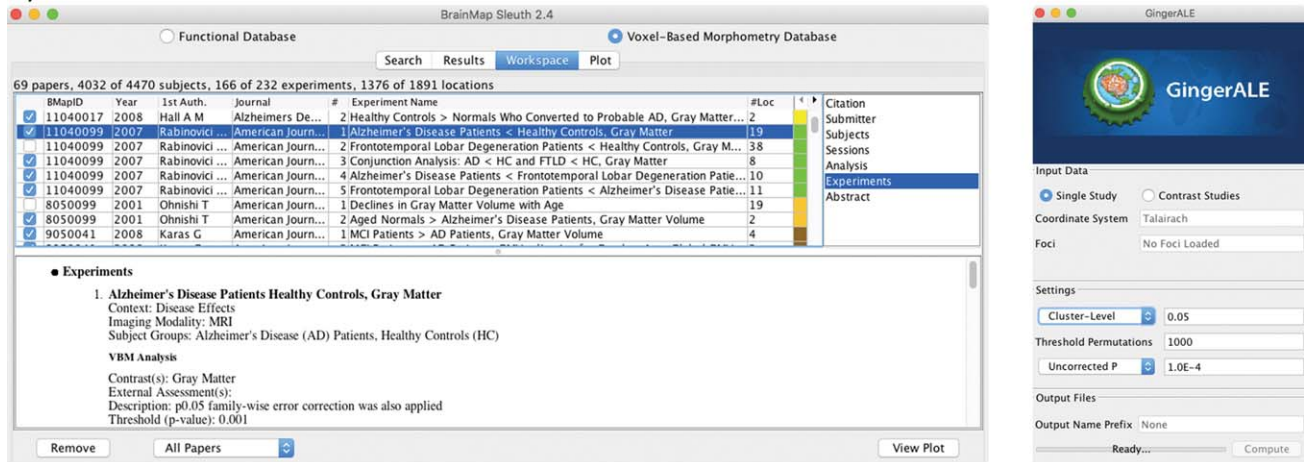 BrainMap Sleuth 2.4
Functional Database Voxel-Based Morphometry Database
Search Results Workspace Plot
69 papers, 4032 of 4470 subjects, 166 of 232 experiments, 1376 of 1891 locations
BMapID Year 1st Auth. Journal # Experiment Name #Loc
11040017 2008 Hall A M Alzheimers De... 2 Healthy Controls > Normals Who Converted to Probable AD, Gray Matter... 2
11040099 2007 Rabinovici ... American Journ... 1 Alzheimer's Disease Patients < Healthy Controls, Gray Matter 19
11040099 2007 Rabinovici ... American Journ... 2 Frontotemporal Lobar Degeneration Patients < Healthy Controls, Gray M... 38
11040099 2007 Rabinovici ... American Journ... 3 Conjunction Analysis: AD < HC and FTLD < HC, Gray Matter 8
11040099 2007 Rabinovici ... American Journ... 4 Alzheimer's Disease Patients < Frontotemporal Lobar Degeneration Patie... 10
11040099 2007 Rabinovici ... American Journ... 5 Frontotemporal Lobar Degeneration Patients < Alzheimer's Disease Patie... 11
8050099 2001 Ohnishi T American Journ... 1 Declines in Gray Matter Volume with Age 19
8050099 2001 Ohnishi T American Journ... 2 Aged Normals > Alzheimer's Disease Patients, Gray Matter Volume 2
9050041 2008 Karas G American Journ... 1 MCI Patients > AD Patients, Gray Matter Volume 4
Citation
Submitter
Subjects
Sessions
Analysis
Experiments
Abstract
● Experiments
1. Alzheimer's Disease Patients Healthy Controls, Gray Matter
Context: Disease Effects
Imaging Modality: MRI
Subject Groups: Alzheimer's Disease (AD) Patients, Healthy Controls (HC)
VBM Analysis
Contrast(s): Gray Matter
External Assessment(s):
Description: p0.05 family-wise error correction was also applied
Threshold (p-value): 0.001
Remove All Papers View Plot
GingerALE
GingerALE
Input Data
Single Study Contrast Studies
Coordinate System Talairach
Foci No Foci Loaded
Settings
Cluster-Level 0.05
Threshold Permutations 1000
Uncorrected P 1.0E-4
Output Files
Output Name Prefix None
Ready... Compute